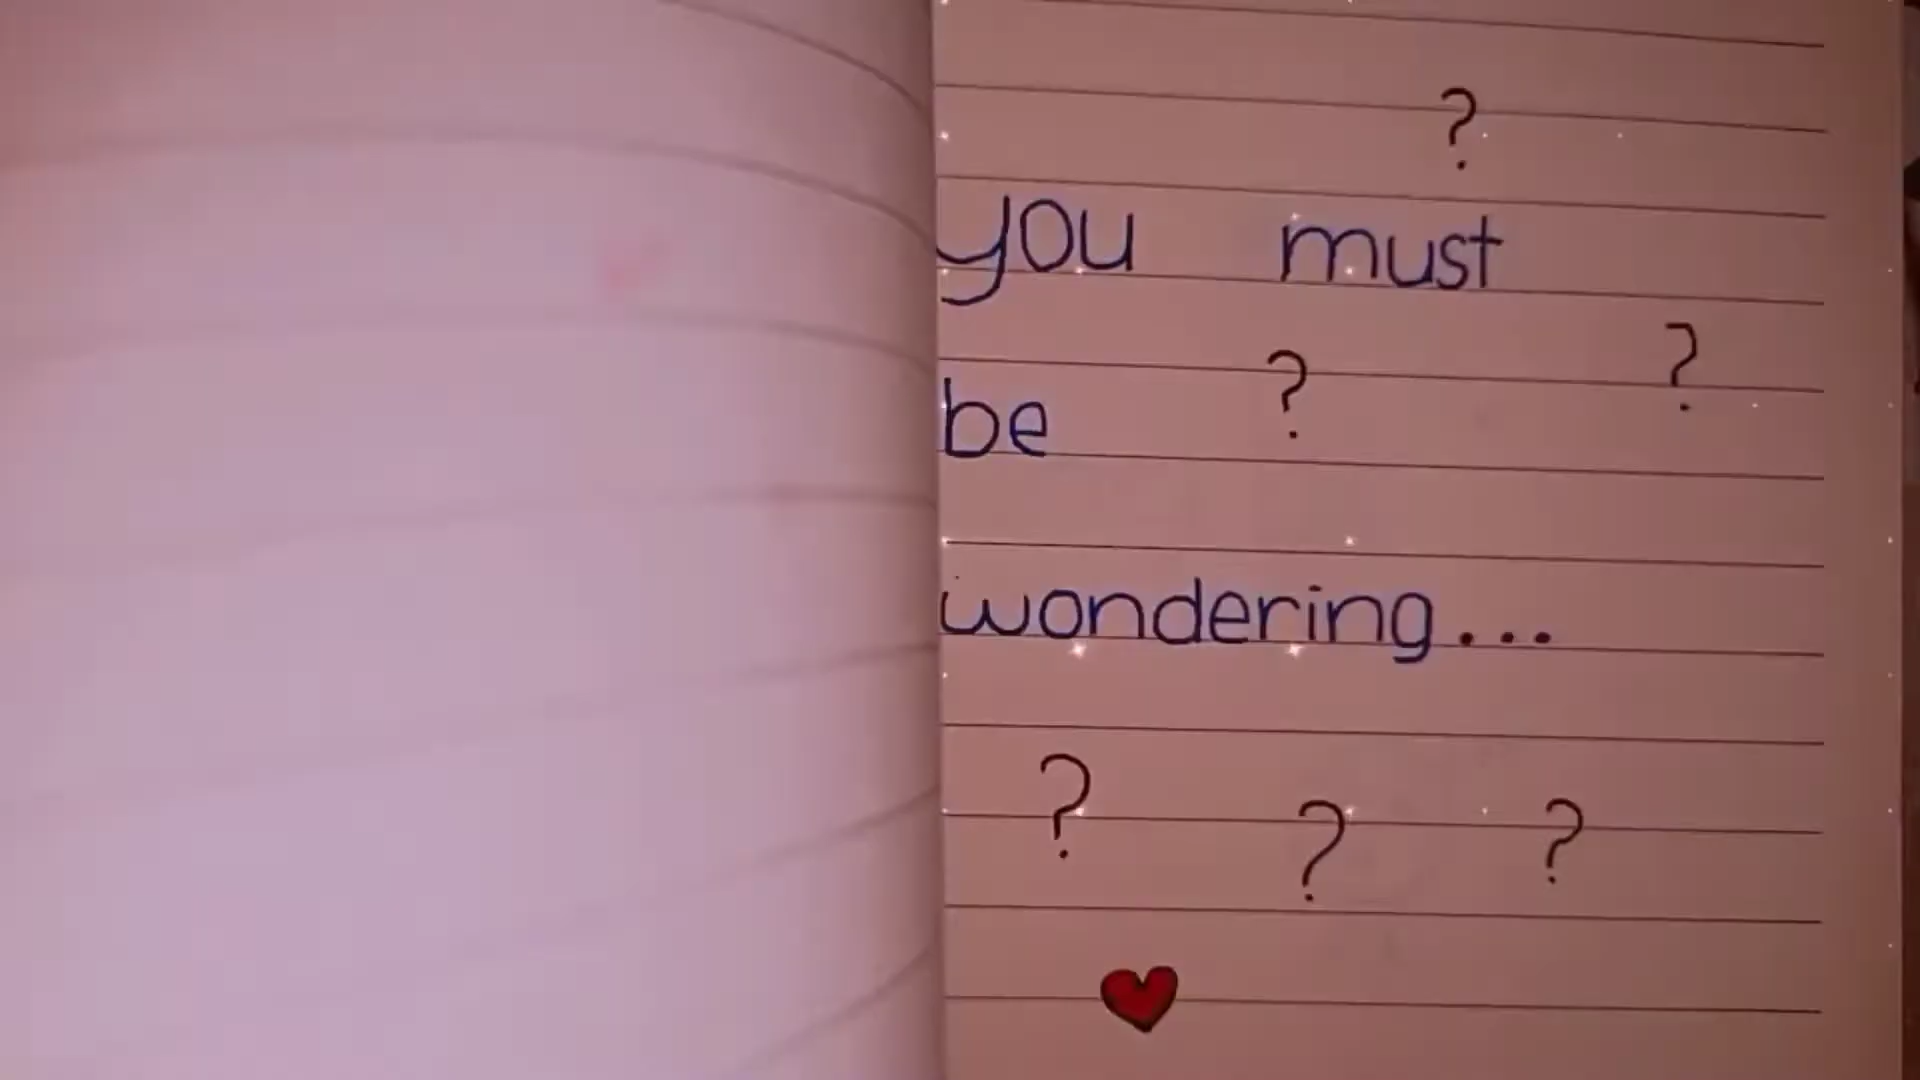 ?
you must
? ?
be
wondering...
? ? ?